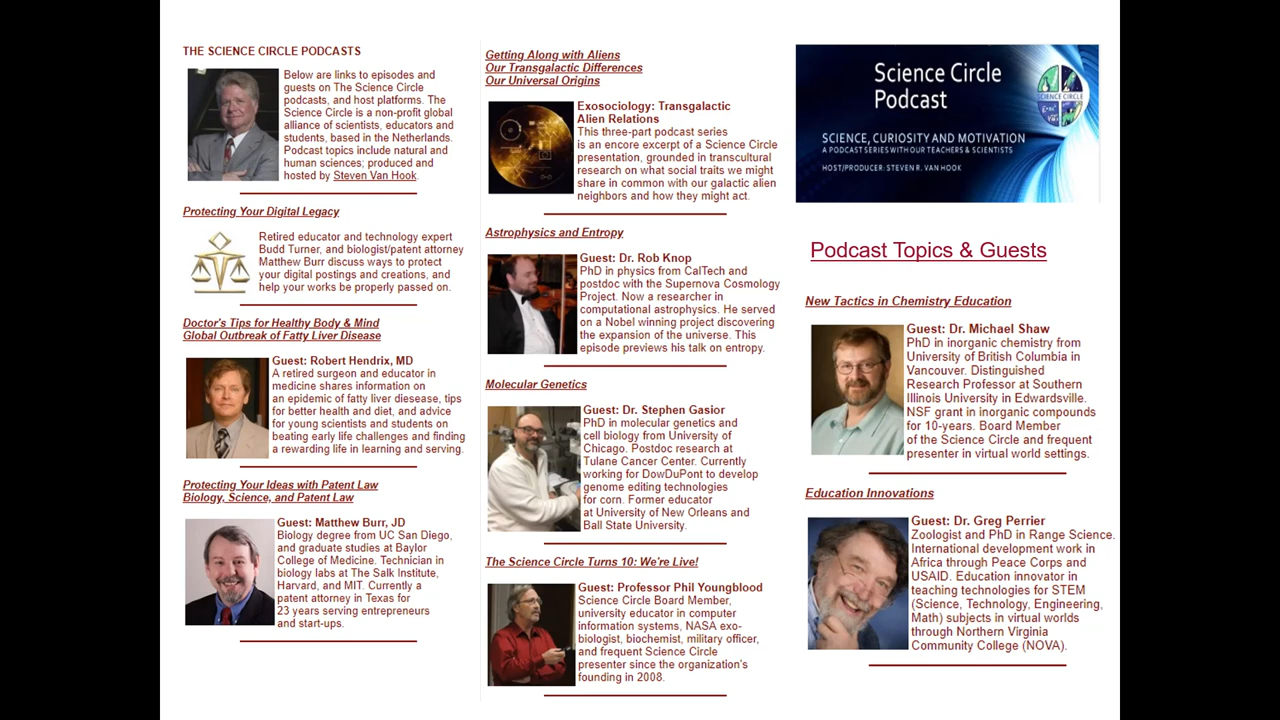 THE SCIENCE CIRCLE PODCASTS
Below are links to episodes and
guests on The Science Circle
podcasts, and host platforms. The
Science Circle is a non-profit global
alliance of scientists, educators and
students, based in the Netherlands.
Podcast topics include natural and
human sciences; produced and
hosted by Steven Van Hook.
Protecting Your Digital Legacy
Retired educator and technology expert
Budd Turner, and biologist/patent attorney
Matthew Burr discuss ways to protect
your digital postings and creations, and
help your works be properly passed on.
Doctor's Tips for Healthy Body & Mind
Global Outbreak of Fatty Liver Disease
Guest: Robert Hendrix, MD
A retired surgeon and educator in
medicine shares information on
an epidemic of fatty liver diesease, tips
for better health and diet, and advice
for young scientists and students on
beating early life challenges and finding
a rewarding life in learning and serving.
Protecting Your Ideas with Patent Law
Biology, Science, and Patent Law
Guest: Matthew Burr, JD
Biology degree from UC San Diego,
and graduate studies at Baylor
College of Medicine. Technician in
biology labs at The Salk Institute,
Harvard, and MIT. Currently a
patent attorney in Texas for
23 years serving entrepreneurs
and start-ups.
Getting Along with Aliens
Our Transgalactic Differences
Our Universal Origins
Exosociology: Transgalactic
Alien Relations
This three-part podcast series
is an encore excerpt of a Science Circle
presentation, grounded in transcultural
research on what social traits we might
share in common with our galactic alien
neighbors and how they might act.
Astrophysics and Entropy
Guest: Dr. Rob Knop
PhD in physics from CalTech and
postdoc with the Supernova Cosmology
Project. Now a researcher in
computational astrophysics. He served
on a Nobel winning project discovering
the expansion of the universe. This
episode previews his talk on entropy.
Molecular Genetics
Guest: Dr. Stephen Gasior
PhD in molecular genetics and
cell biology from University of
Chicago. Postdoc research at
Tulane Cancer Center. Currently
working for DowDuPont to develop
genome editing technologies
for corn. Former educator
at University of New Orleans and
Ball State University.
The Science Circle Turns 10: We're Live!
Guest: Professor Phil Youngblood
Science Circle Board Member,
university educator in computer
information systems, NASA exo-
biologist, biochemist, military officer,
and frequent Science Circle
presenter since the organization's
founding in 2008.
Science Circle
Podcast
SCIENCE CIRCLE
SCIENCE, CURIOSITY AND MOTIVATION
A PODCAST SERIES WITH OUR TEACHERS & SCIENTISTS
HOST/PRODUCER: STEVEN R. VAN HOOK
Podcast Topics & Guests
New Tactics in Chemistry Education
Guest: Dr. Michael Shaw
PhD in inorganic chemistry from
University of British Columbia in
Vancouver. Distinguished
Research Professor at Southern
Illinois University in Edwardsville.
NSF grant in inorganic compounds
for 10-years. Board Member
of the Science Circle and frequent
presenter in virtual world settings.
Education Innovations
Guest: Dr. Greg Perrier
Zoologist and PhD in Range Science.
International development work in
Africa through Peace Corps and
USAID. Education innovator in
teaching technologies for STEM
(Science, Technology, Engineering,
Math) subjects in virtual worlds
through Northern Virginia
Community College (NOVA).